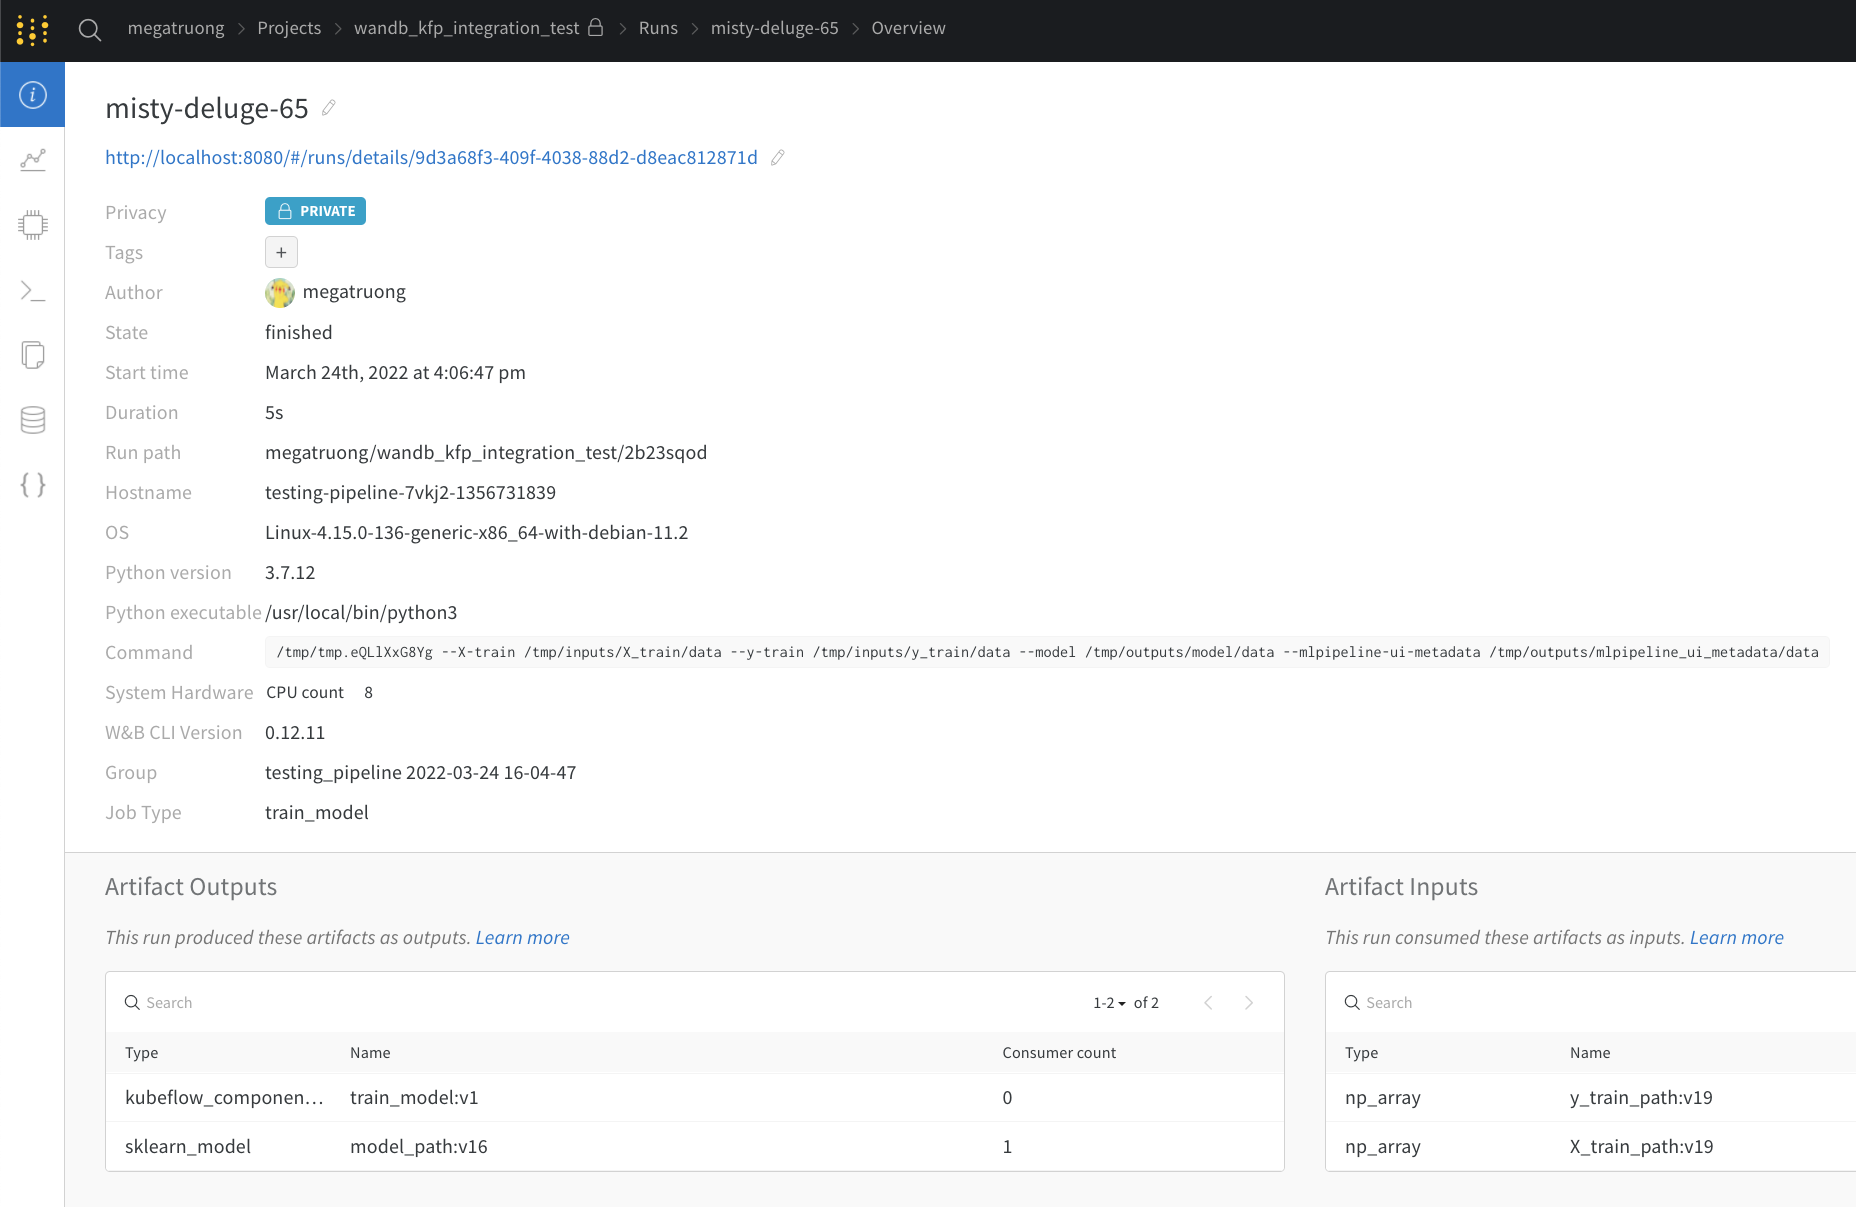 megatruong > Projects > wandb_kfp_integration_test > Runs > misty-deluge-65 > Overview
misty-deluge-65
http://localhost:8080/#/runs/details/9d3a68f3-409f-4038-88d2-d8eac812871d
Privacy PRIVATE
Tags +
Author megatruong
State finished
Start time March 24th, 2022 at 4:06:47 pm
Duration 5s
Run path megatruong/wandb_kfp_integration_test/2b23sqod
Hostname testing-pipeline-7vkj2-1356731839
OS Linux-4.15.0-136-generic-x86_64-with-debian-11.2
Python version 3.7.12
Python executable /usr/local/bin/python3
Command /tmp/tmp.eQLlXxG8Yg --X-train /tmp/inputs/X_train/data --y-train /tmp/inputs/y_train/data --model /tmp/outputs/model/data --mlpipeline-ui-metadata /tmp/outputs/mlpipeline_ui_metadata/data
System Hardware CPU count 8
W&B CLI Version 0.12.11
Group testing_pipeline 2022-03-24 16-04-47
Job Type train_model
Artifact Outputs
This run produced these artifacts as outputs. Learn more
Search 1-2 of 2
Type Name Consumer count
kubeflow_componen... train_model:v1 0
sklearn_model model_path:v16 1
Artifact Inputs
This run consumed these artifacts as inputs. Learn more
Search
Type Name
np_array y_train_path:v19
np_array X_train_path:v19